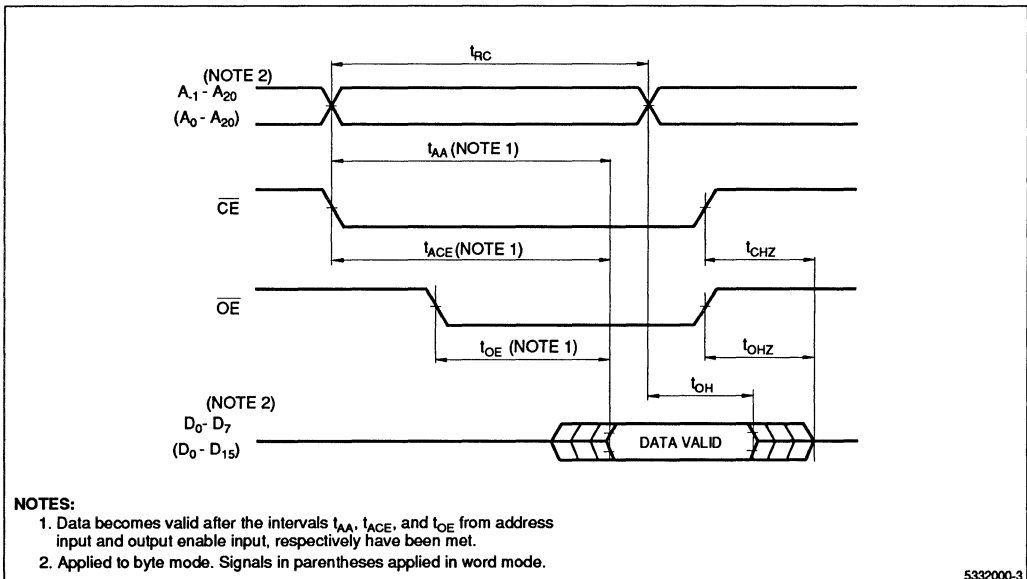 t_RC
(NOTE 2)
A_-1 - A_20
(A_0 - A_20)
t_AA (NOTE 1)
CE
t_ACE (NOTE 1)
t_CHZ
OE
t_OE (NOTE 1)
t_OHZ
t_OH
(NOTE 2)
D_0 - D_7
(D_0 - D_15)
DATA VALID
NOTES:
1. Data becomes valid after the intervals t_AA, t_ACE, and t_OE from address
input and output enable input, respectively have been met.
2. Applied to byte mode. Signals in parentheses applied in word mode.
5332000-3